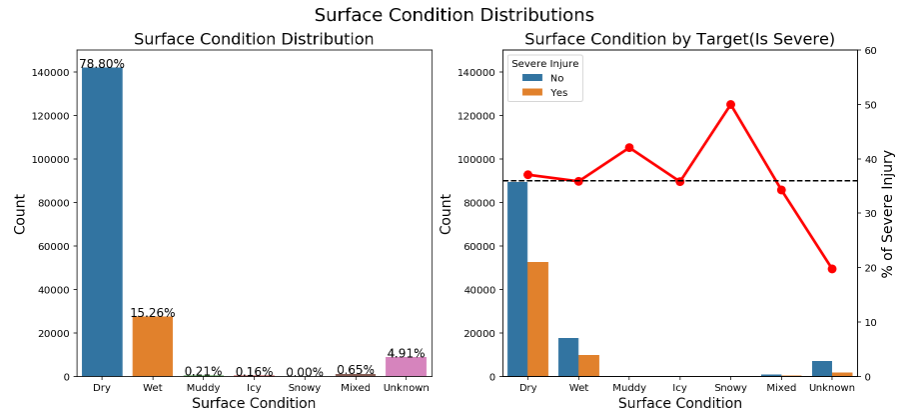 Surface Condition Distributions
Surface Condition Distribution
140000
120000
100000
80000
60000
40000
20000
0
Count
78.80%
15.26%
0.21%
0.16%
0.00%
0.65%
4.91%
Dry Wet Muddy Icy Snowy Mixed Unknown
Surface Condition
Surface Condition by Target(Is Severe)
Severe Injure
No
Yes
140000
120000
100000
80000
60000
40000
20000
0
Count
60
50
40
30
20
10
0
% of Severe Injury
Dry Wet Muddy Icy Snowy Mixed Unknown
Surface Condition